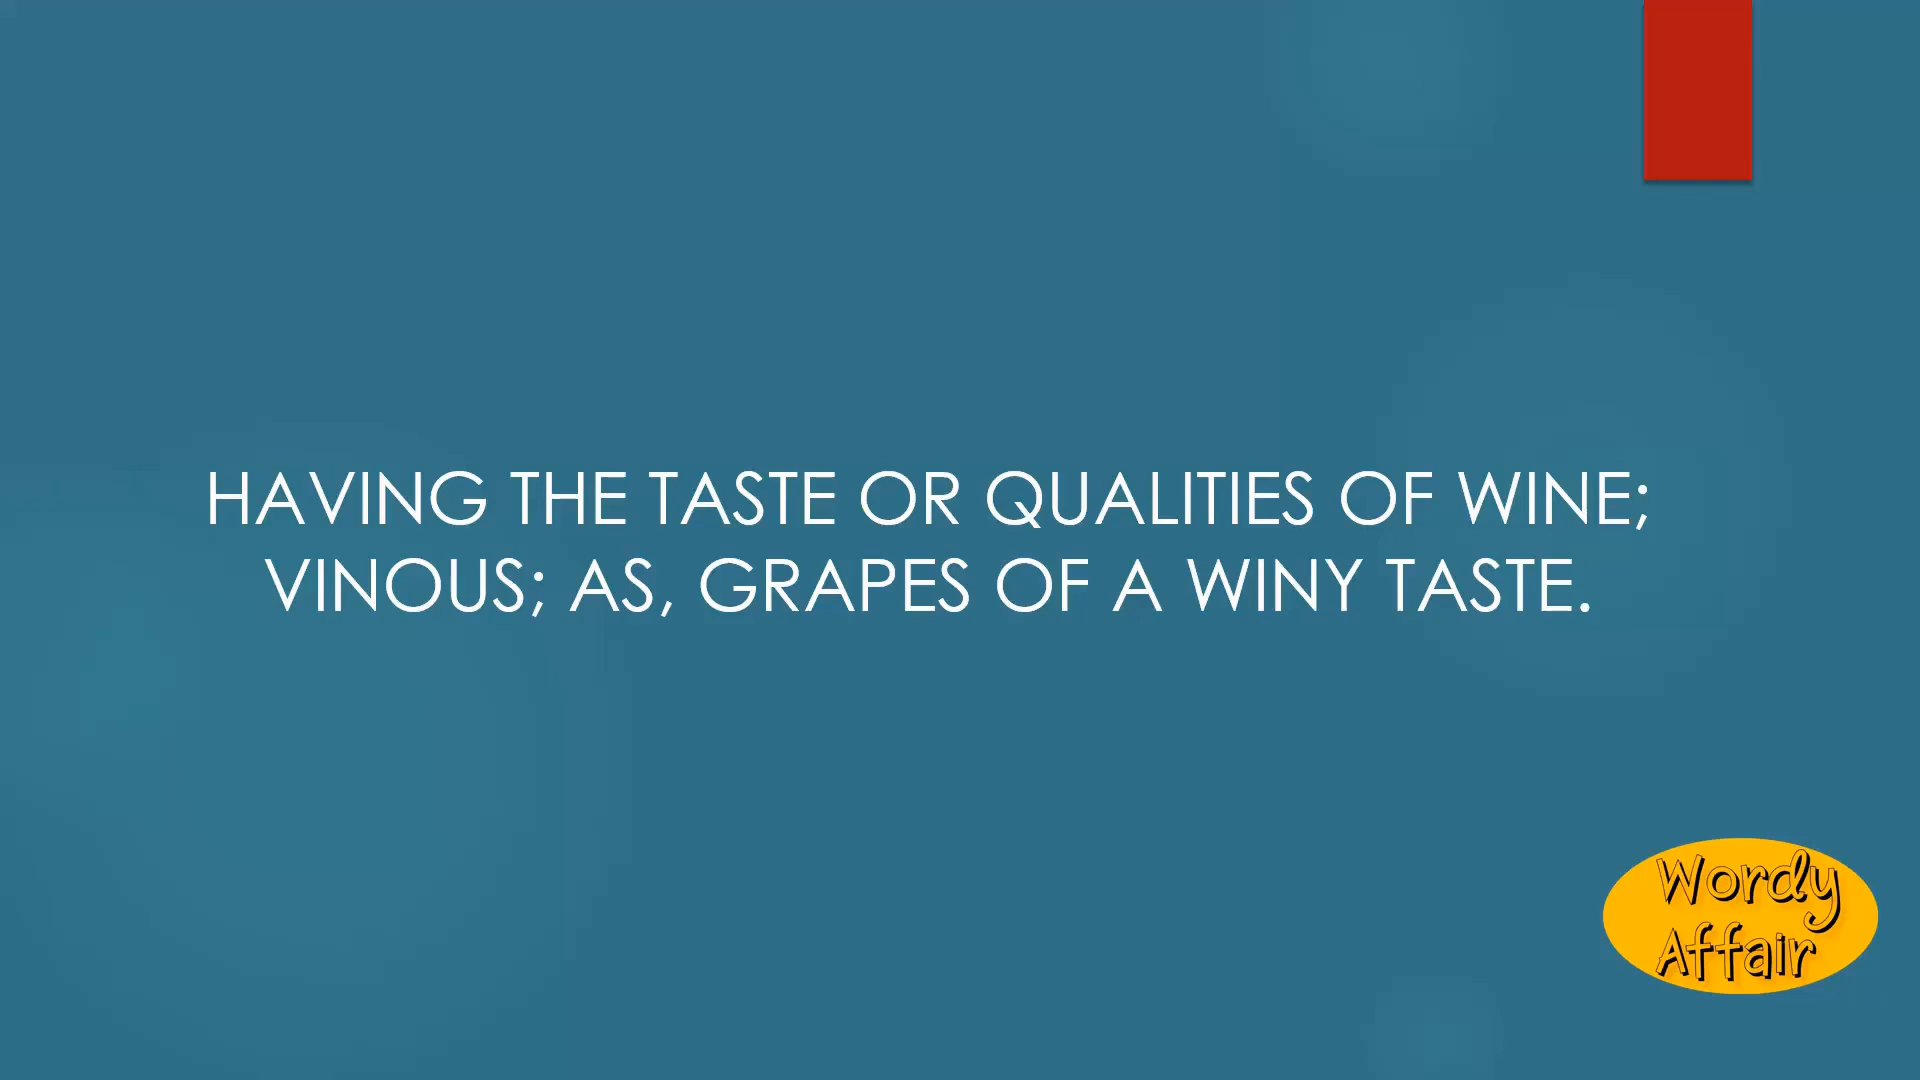 HAVING THE TASTE OR QUALITIES OF WINE;
VINOUS; AS, GRAPES OF A WINY TASTE.
Wordy
Affair